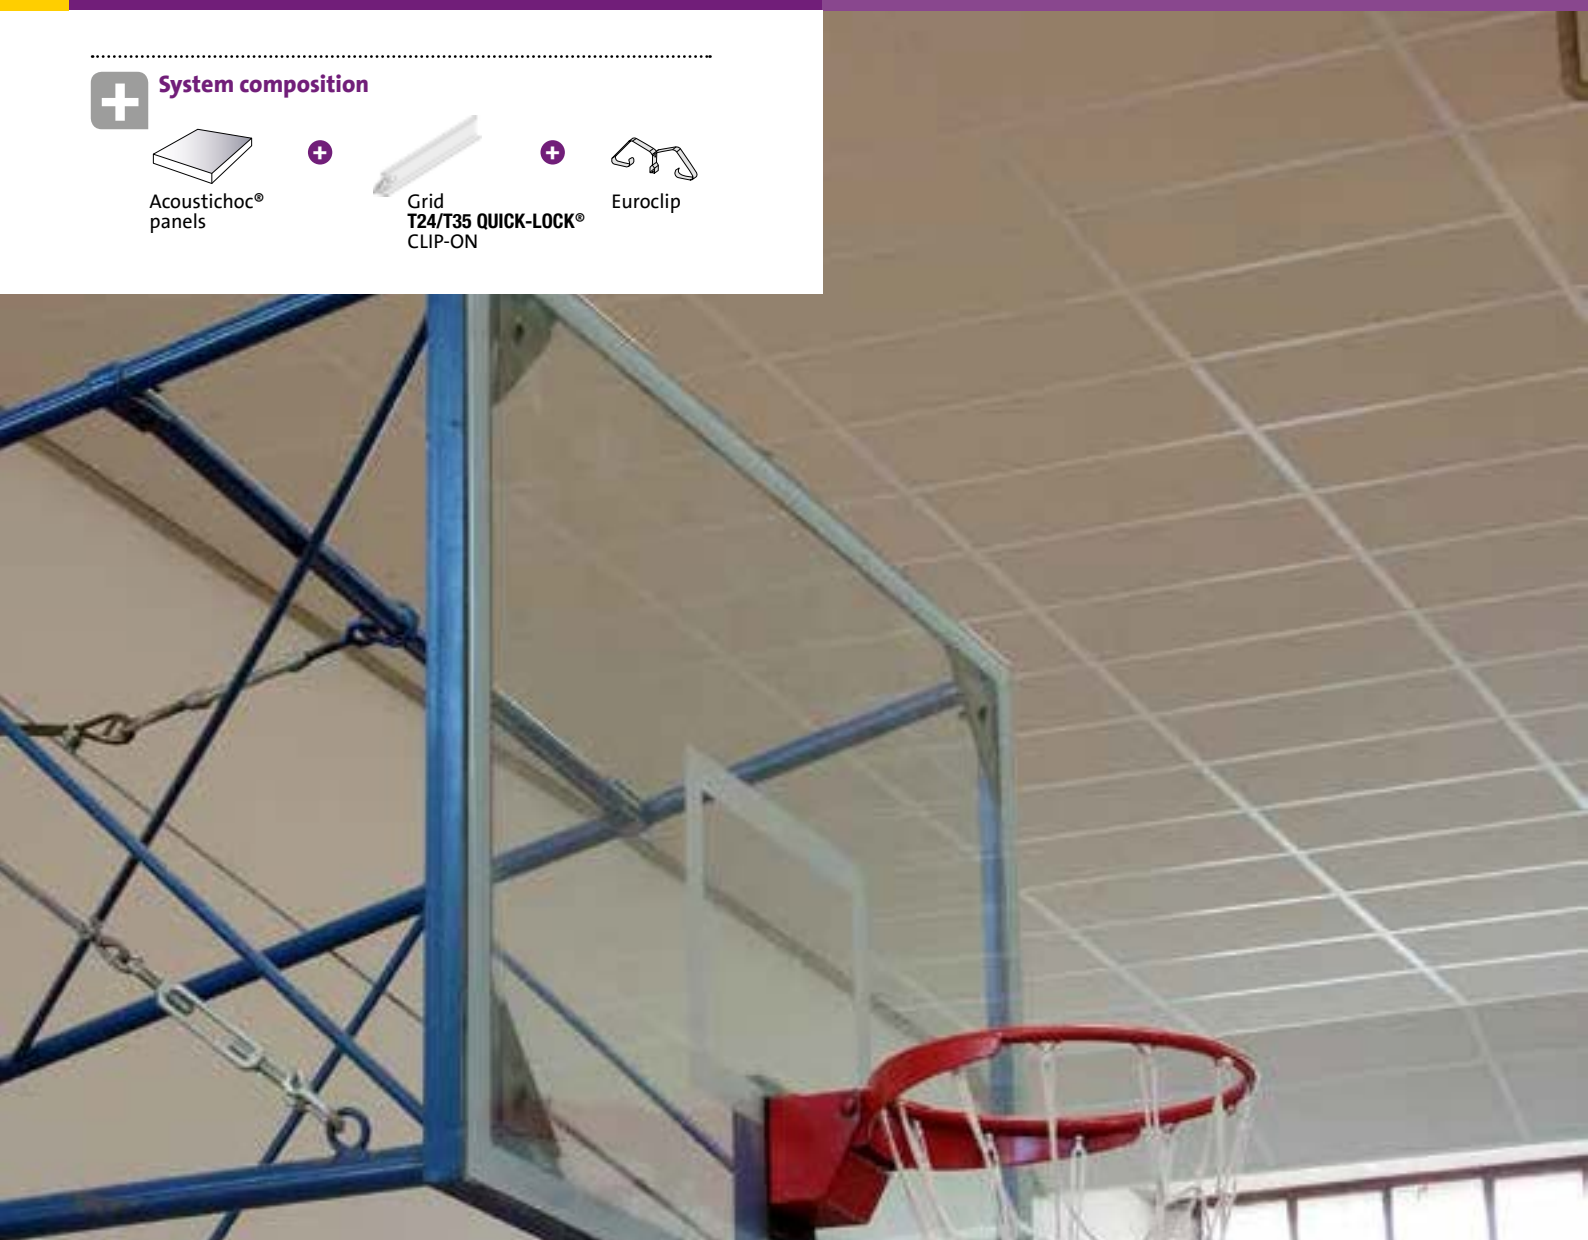 System composition
Acoustichoc®
panels
Grid
T24/T35 QUICK-LOCK®
CLIP-ON
Euroclip